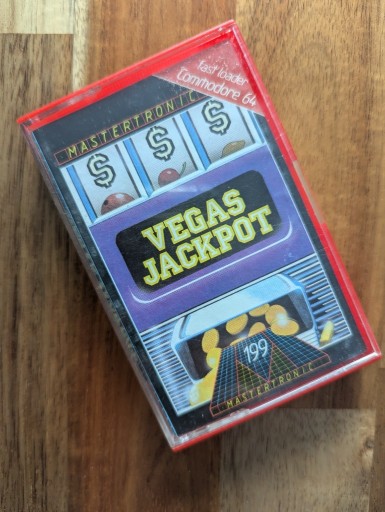 fast loader
Commodore 64
MASTERTRONIC
$ $ $
VEGAS
JACKPOT
199
MASTERTRONIC